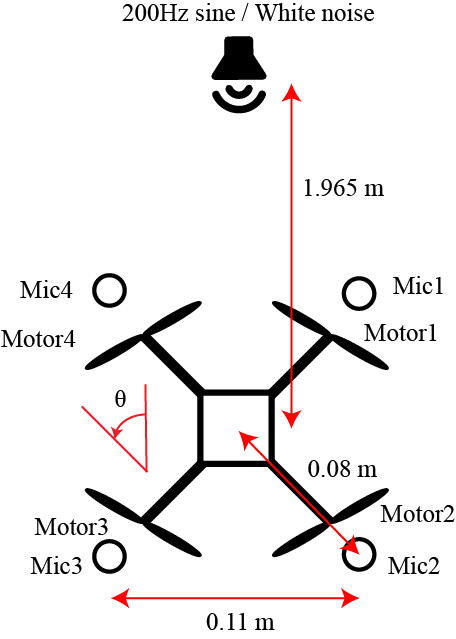 200Hz sine / White noise
1.965 m
Mic4
Mic1
Motor4
Motor1
θ
0.08 m
Motor3
Motor2
Mic3
Mic2
0.11 m